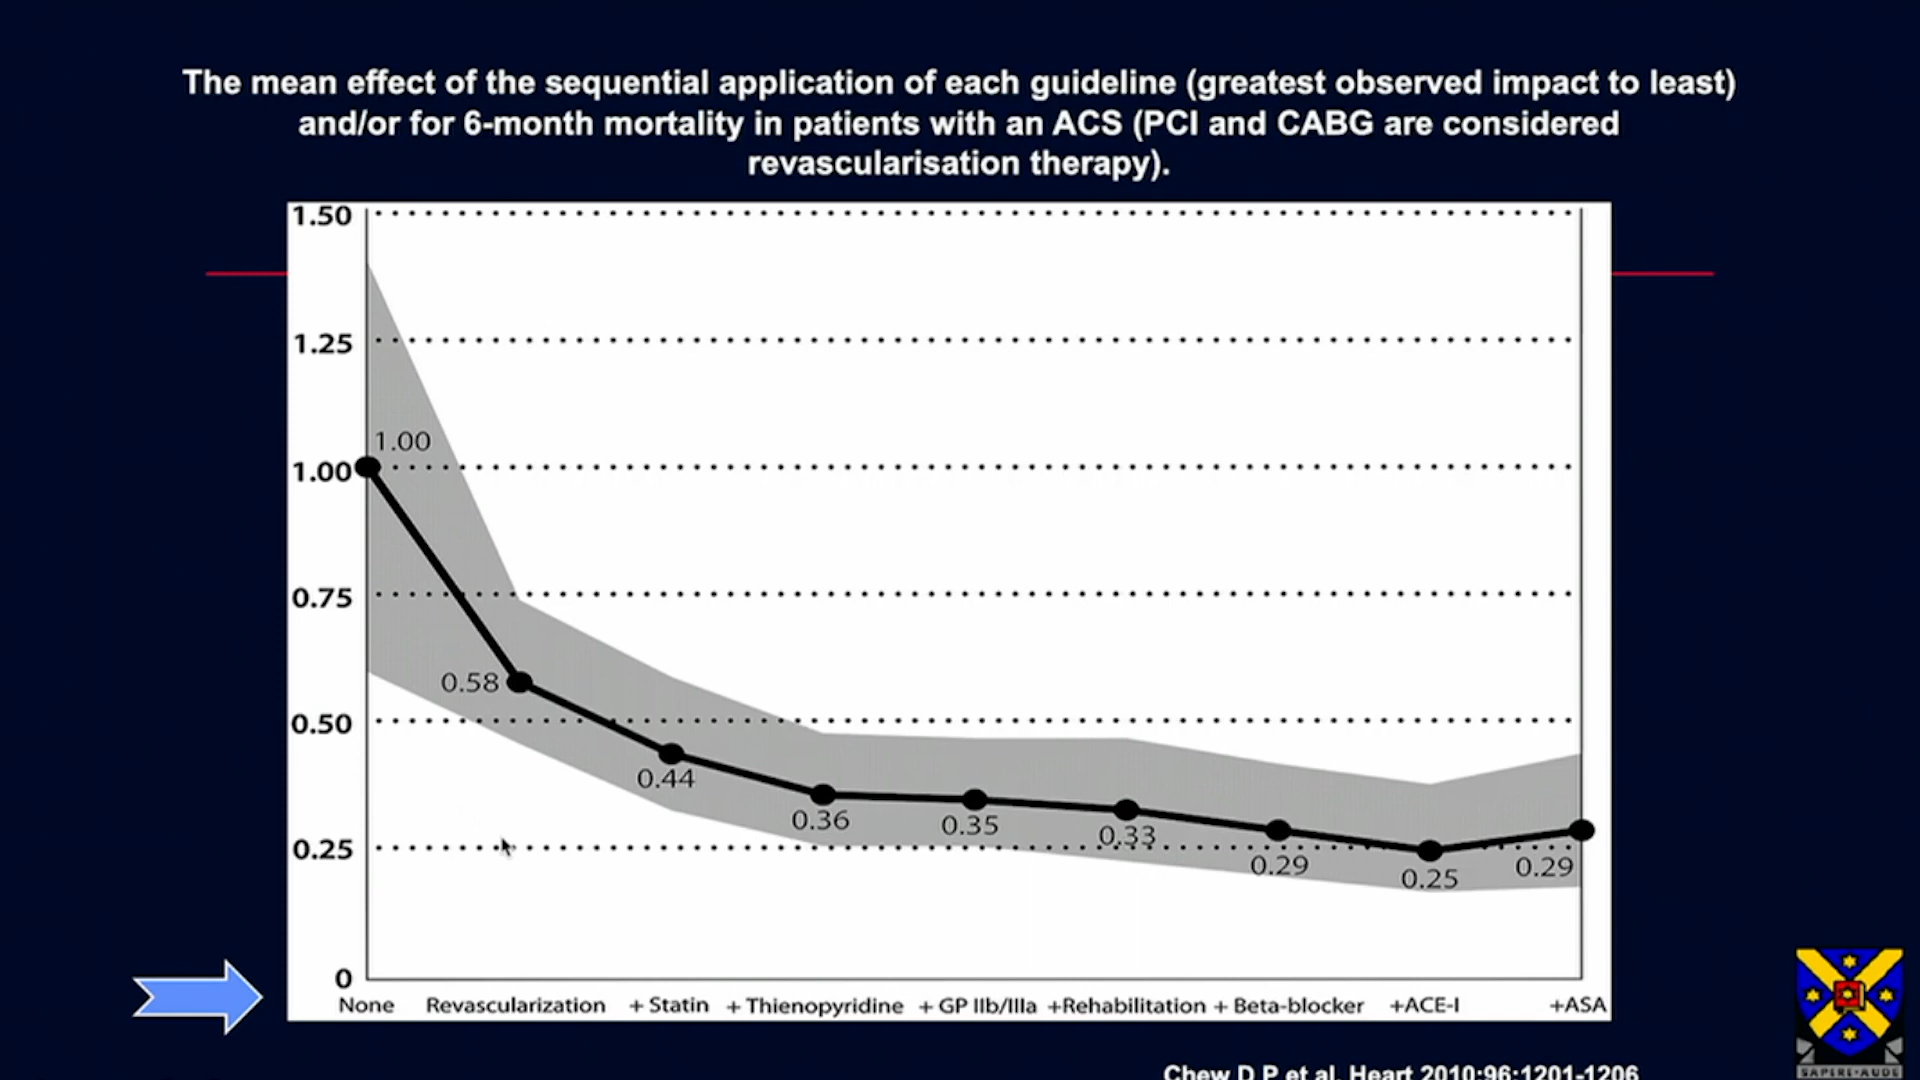 The mean effect of the sequential application of each guideline (greatest observed impact to least)
and/or for 6-month mortality in patients with an ACS (PCI and CABG are considered
revascularisation therapy).
1.50
1.25
1.00
1.00
0.75
0.58
0.50
0.44
0.36
0.35
0.33
0.29
0.25
0.29
0.25
0
None Revascularization + Statin + Thienopyridine + GP IIb/IIIa +Rehabilitation + Beta-blocker +ACE-I +ASA
Chew D P et al. Heart 2010;96:1201-1206
SAPERE·AUDE